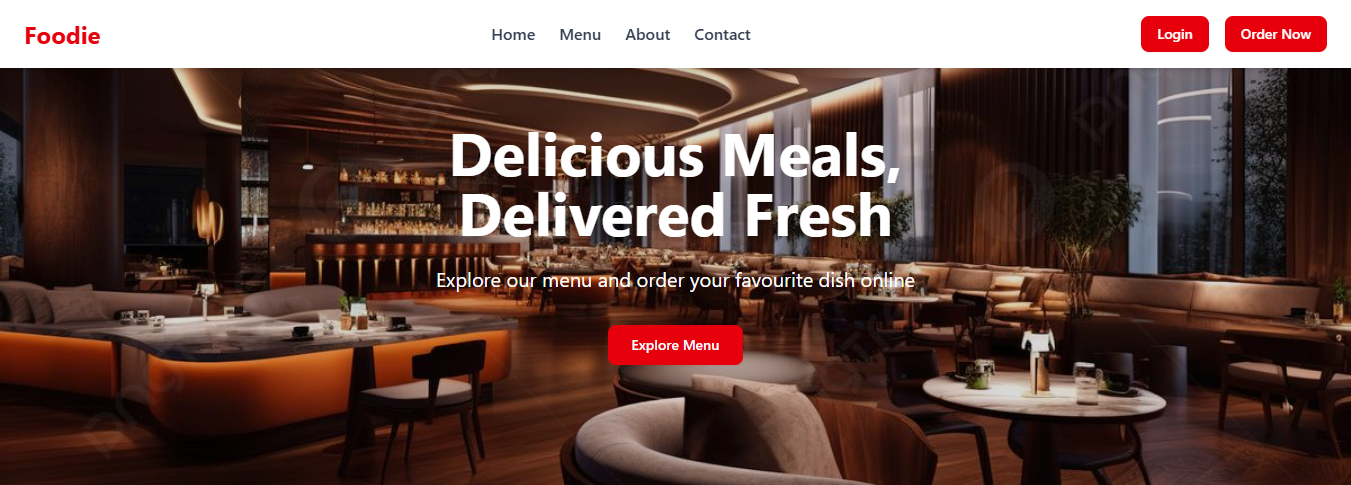 Foodie
Home Menu About Contact
Login
Order Now
Delicious Meals,
Delivered Fresh
Explore our menu and order your favourite dish online
Explore Menu